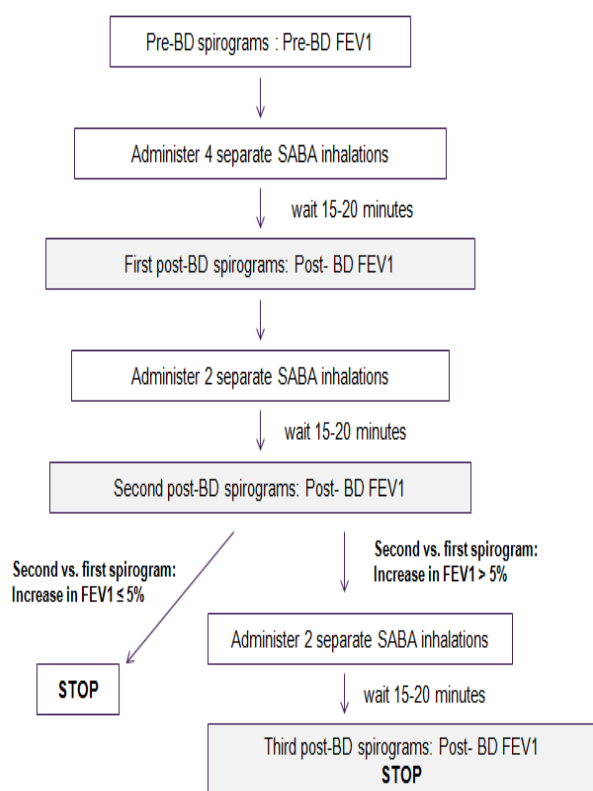 Pre-BD spirograms : Pre-BD FEV1
Administer 4 separate SABA inhalations
wait 15-20 minutes
First post-BD spirograms: Post- BD FEV1
Administer 2 separate SABA inhalations
wait 15-20 minutes
Second post-BD spirograms: Post- BD FEV1
Second vs. first spirogram:
Increase in FEV1 ≤ 5%
Second vs. first spirogram:
Increase in FEV1 > 5%
STOP
Administer 2 separate SABA inhalations
wait 15-20 minutes
Third post-BD spirograms: Post- BD FEV1
STOP